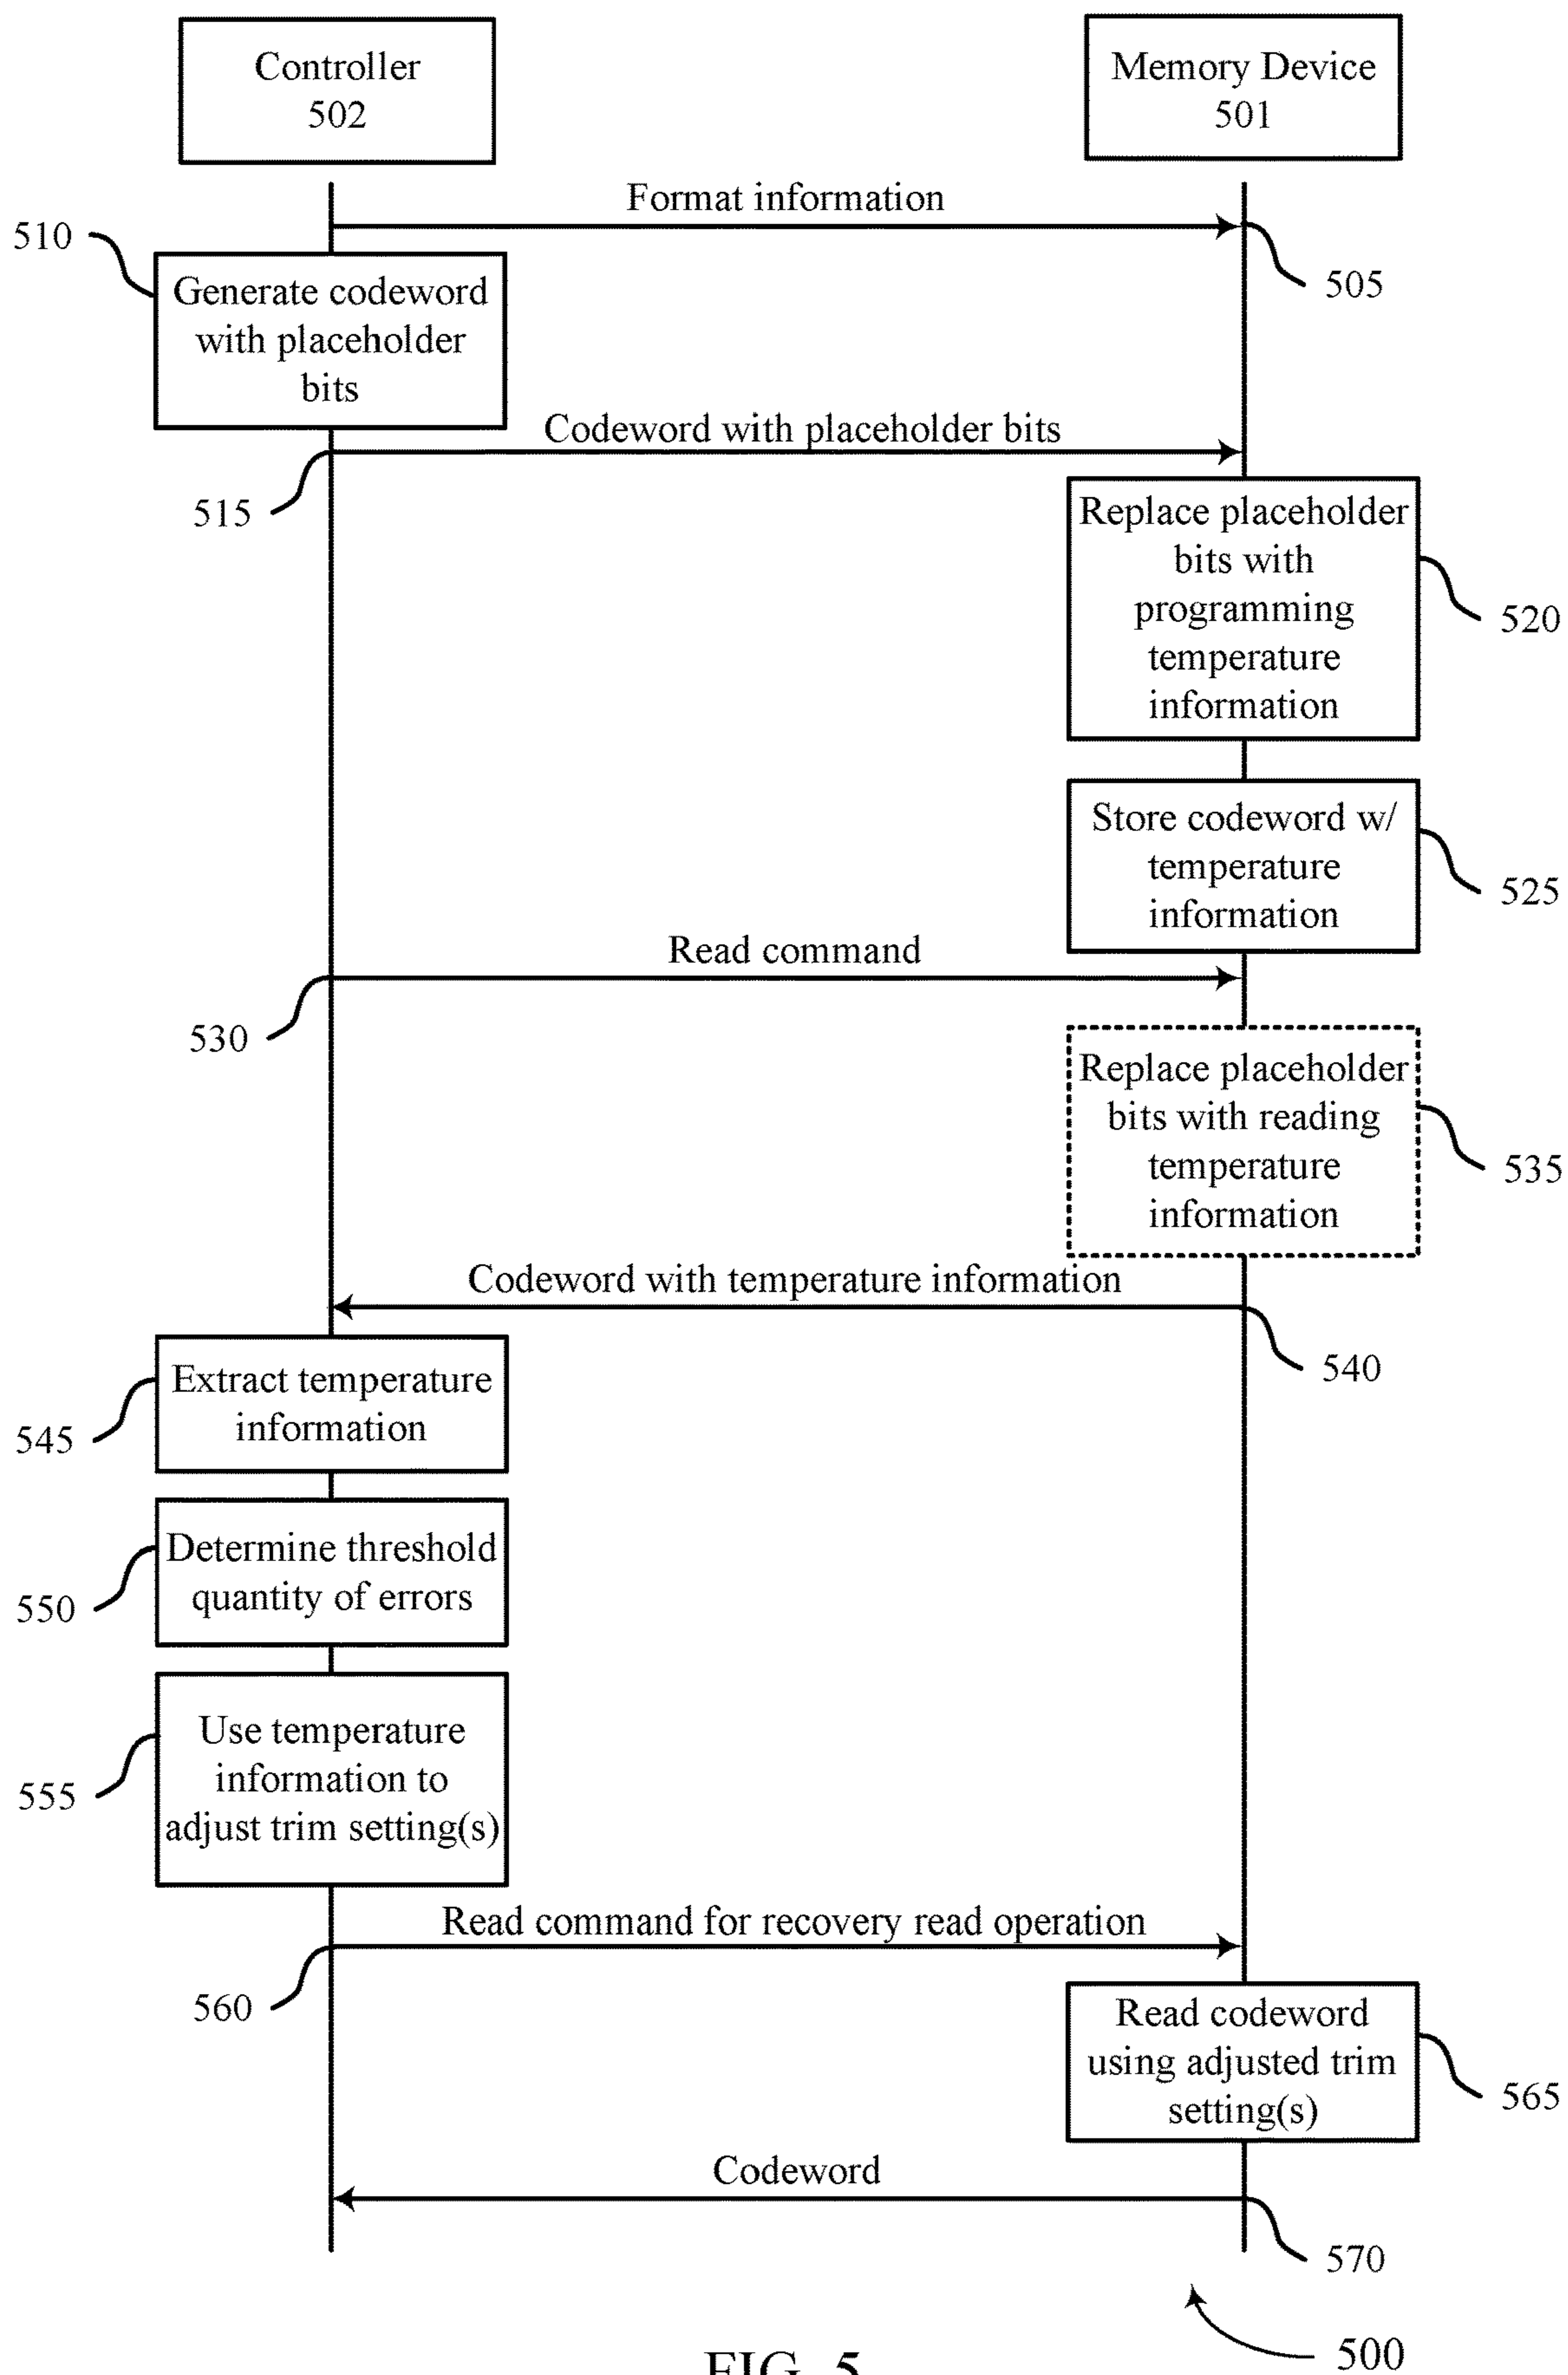 Controller
502
Memory Device
501
Format information
510
505
Generate codeword
with placeholder
bits
Codeword with placeholder bits
515
Replace placeholder
bits with
programming
temperature
information
520
Store codeword w/
temperature
information
525
Read command
530
Replace placeholder
bits with reading
temperature
information
535
Codeword with temperature information
540
Extract temperature
information
545
Determine threshold
quantity of errors
550
Use temperature
information to
adjust trim setting(s)
555
Read command for recovery read operation
560
Read codeword
using adjusted trim
setting(s)
565
Codeword
570
500
FIG. 5